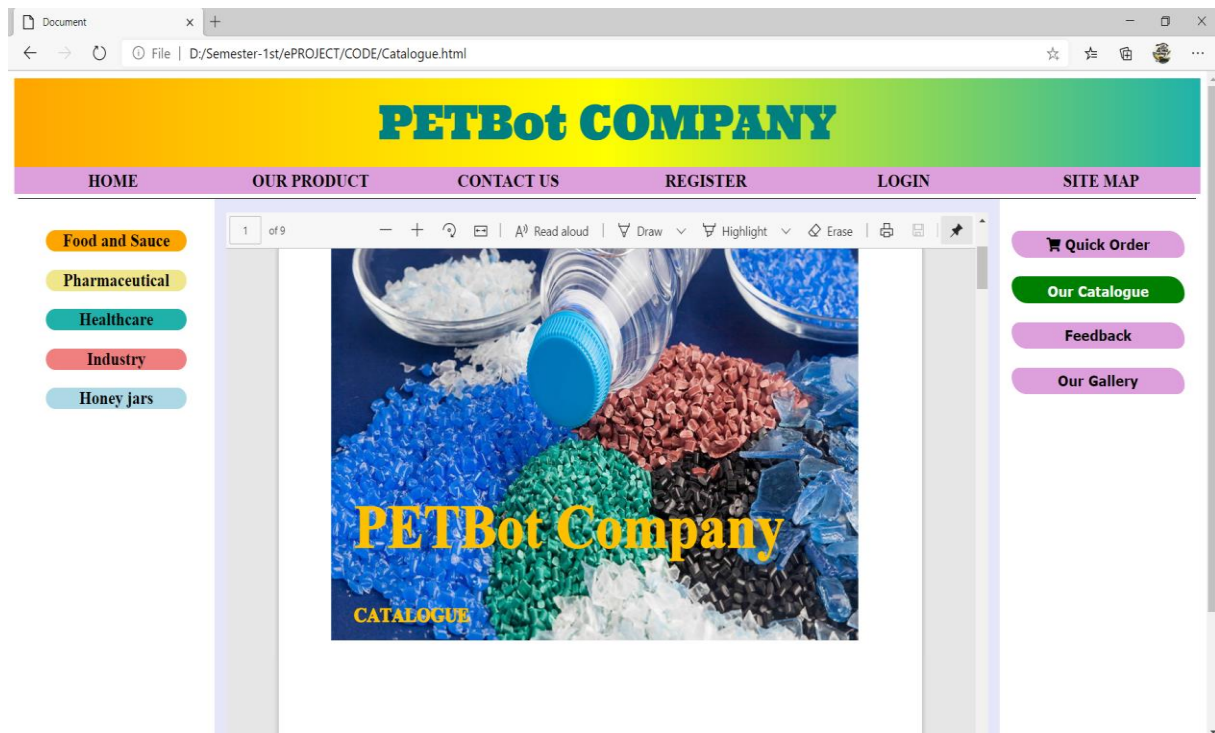 Document
File | D:/Semester-1st/ePROJECT/CODE/Catalogue.html
PETBot COMPANY
HOME OUR PRODUCT CONTACT US REGISTER LOGIN SITE MAP
Food and Sauce
Pharmaceutical
Healthcare
Industry
Honey jars
1 of 9 Read aloud Draw Highlight Erase
PETBot Company
CATALOGUE
Quick Order
Our Catalogue
Feedback
Our Gallery